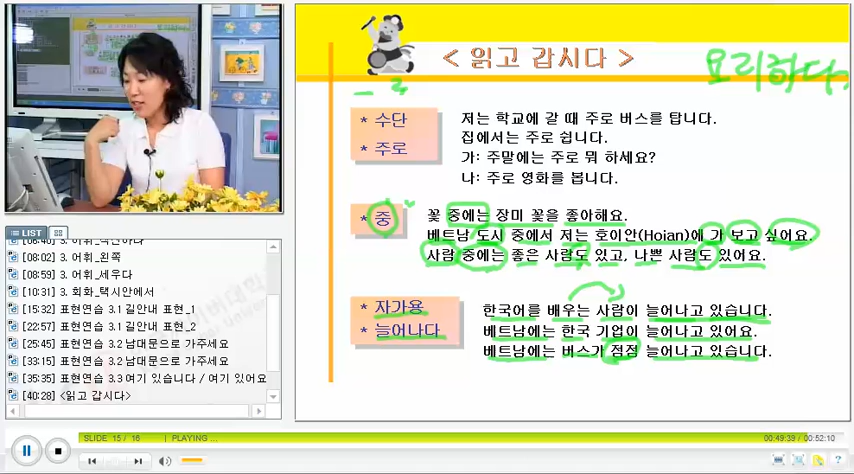 <읽고 갑시다>
요리하다.
* 수단
* 주로
저는 학교에 갈 때 주로 버스를 탑니다.
집에서는 주로 쉽니다.
가: 주말에는 주로 뭐 하세요?
나: 주로 영화를 봅니다.
* 중
꽃 중에는 장미 꽃을 좋아해요.
베트남 도시 중에서 저는 호이안(Hoian)에 가 보고 싶어요.
사람 중에는 좋은 사람도 있고, 나쁜 사람도 있어요.
* 자가용
* 늘어나다
한국어를 배우는 사람이 늘어나고 있습니다.
베트남에는 한국 기업이 늘어나고 있어요.
베트남에는 버스가 점점 늘어나고 있습니다.
LIST
[08:02] 3. 어휘_왼쪽
[08:59] 3. 어휘_세우다
[10:31] 3. 회화_택시안에서
[15:32] 표현연습 3.1 길안내 표현_1
[22:57] 표현연습 3.1 길안내 표현_2
[25:45] 표현연습 3.2 남대문으로 가주세요
[33:15] 표현연습 3.2 남대문으로 가주세요
[35:35] 표현연습 3.3 여기 있습니다 / 여기 있어요
[40:28] <읽고 갑시다>
SLIDE 15 / 16 | PLAYING ...
00:49:39 / 00:52:10